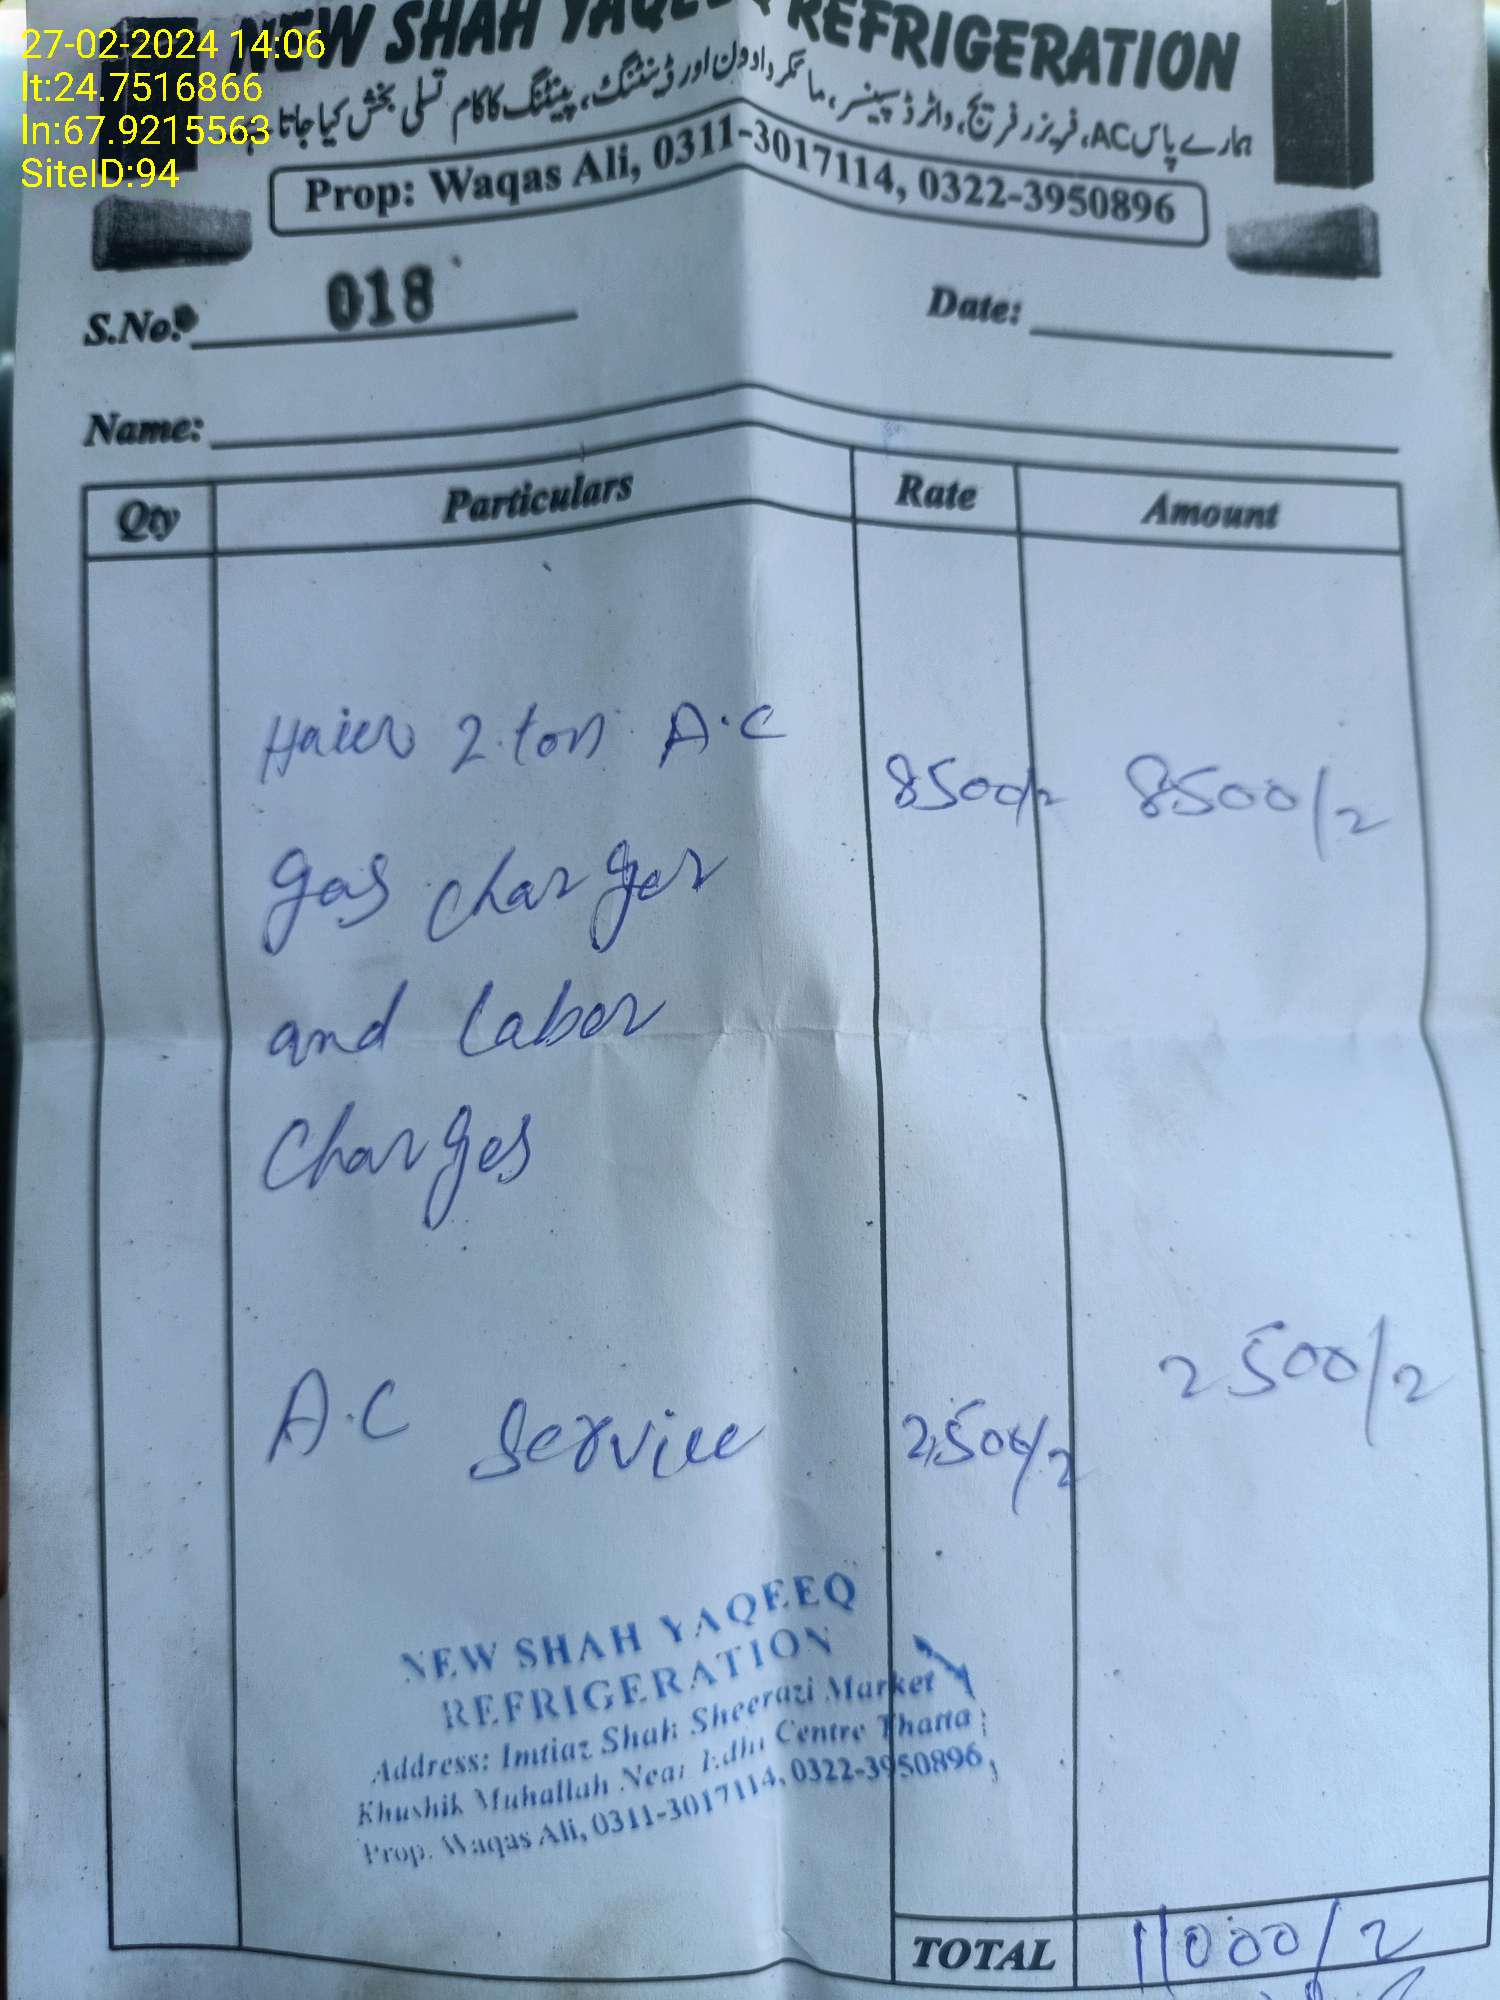 27-02-2024 14:06
lt:24.7516866
ln:67.9215563
SiteID:94
NEW SHAH YAQEEQ REFRIGERATION
ہمارے پاس AC، فریزر، فریج، واٹر ڈسپینسر، مائکرو اوون اور ڈینٹنگ، پینٹنگ کا کام تسلی بخش کیا جاتا ہے
Prop: Waqas Ali, 0311-3017114, 0322-3950896
S.No. 018 Date:
Name:
Qty Particulars Rate Amount
Haier 2.ton A.C 8500/2 8500/2
gas charger
and Labor
Charges
A.C Service 2500/2 2500/2
NEW SHAH YAQEEQ
REFRIGERATION
Address: Imtiaz Shah Sheerazi Market
Khushik Muhallah Near Edhi Centre Thatta
Prop. Waqas Ali, 0311-3017114, 0322-3950896
TOTAL 11000/2